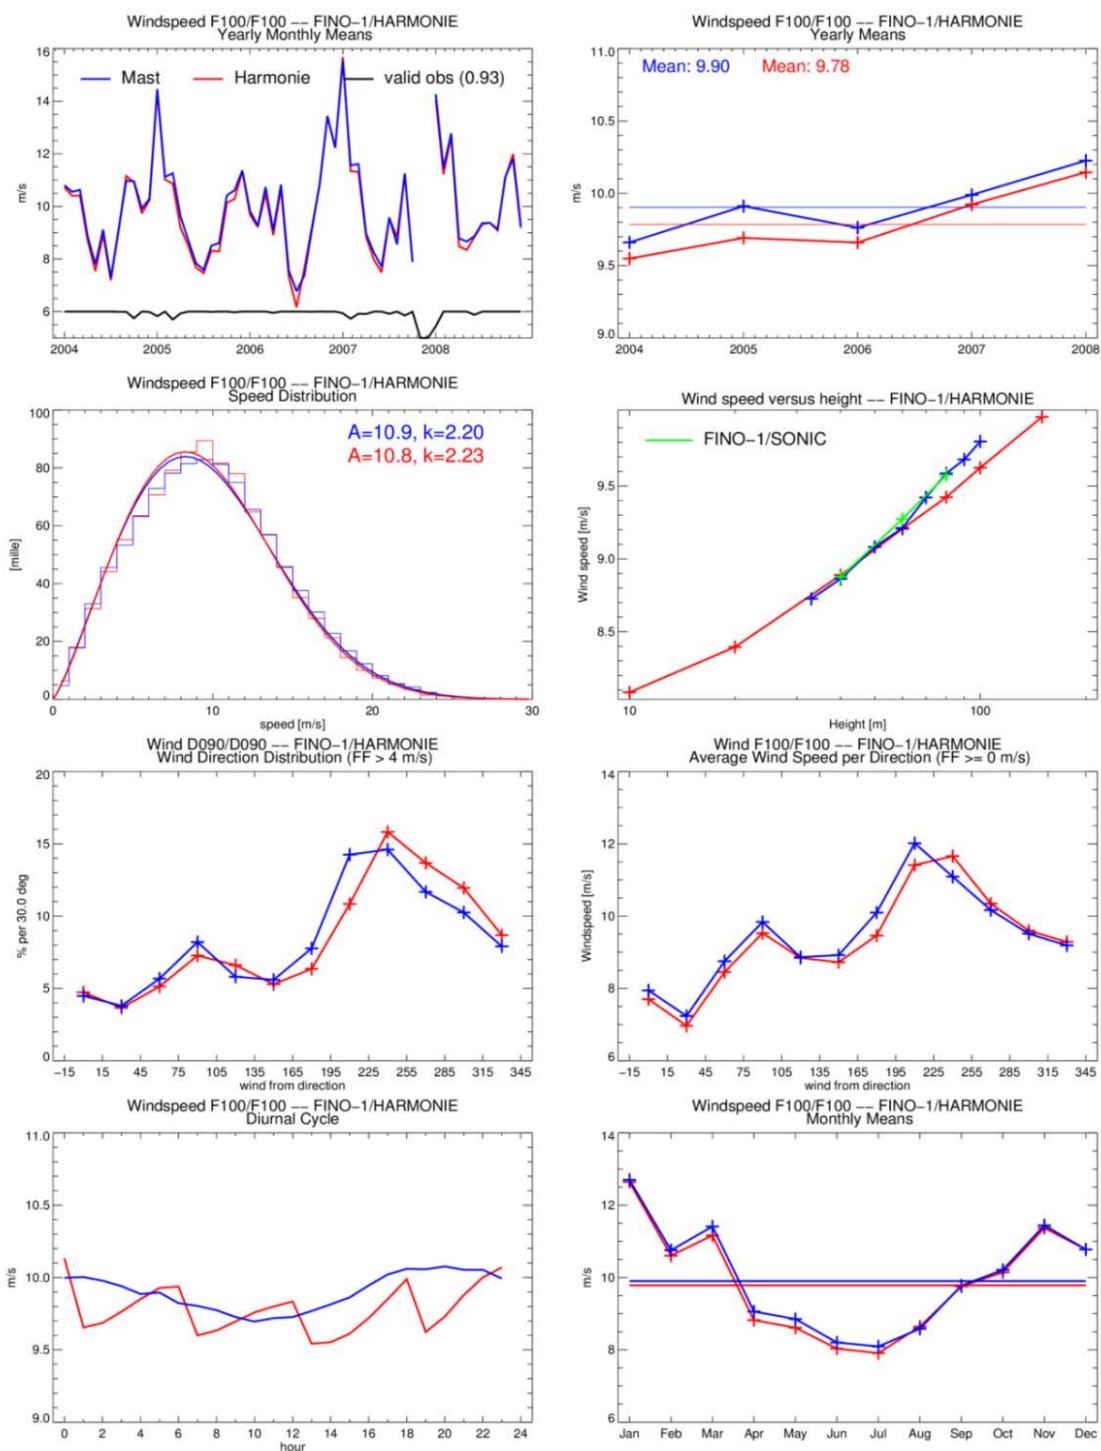 Windspeed F100/F100 –– FINO–1/HARMONIE
Yearly Monthly Means
16
14
12
10
8
6
m/s
Mast
Harmonie
valid obs (0.93)
2004 2005 2006 2007 2008
Windspeed F100/F100 –– FINO–1/HARMONIE
Yearly Means
11.0
10.5
10.0
9.5
9.0
m/s
Mean: 9.90
Mean: 9.78
2004 2005 2006 2007 2008
Windspeed F100/F100 –– FINO–1/HARMONIE
Speed Distribution
100
80
60
40
20
0
[mille]
A=10.9, k=2.20
A=10.8, k=2.23
0 10 20 30
speed [m/s]
Wind speed versus height –– FINO–1/HARMONIE
FINO–1/SONIC
9.5
9.0
8.5
Wind speed [m/s]
10 100
Height [m]
Wind D090/D090 –– FINO–1/HARMONIE
Wind Direction Distribution (FF > 4 m/s)
20
15
10
5
0
% per 30.0 deg
–15 15 45 75 105 135 165 195 225 255 285 315 345
wind from direction
Wind F100/F100 –– FINO–1/HARMONIE
Average Wind Speed per Direction (FF >= 0 m/s)
14
12
10
8
6
Windspeed [m/s]
–15 15 45 75 105 135 165 195 225 255 285 315 345
wind from direction
Windspeed F100/F100 –– FINO–1/HARMONIE
Diurnal Cycle
11.0
10.5
10.0
9.5
9.0
m/s
0 2 4 6 8 10 12 14 16 18 20 22 24
hour
Windspeed F100/F100 –– FINO–1/HARMONIE
Monthly Means
14
12
10
8
6
m/s
Jan Feb Mar Apr May Jun Jul Aug Sep Oct Nov Dec